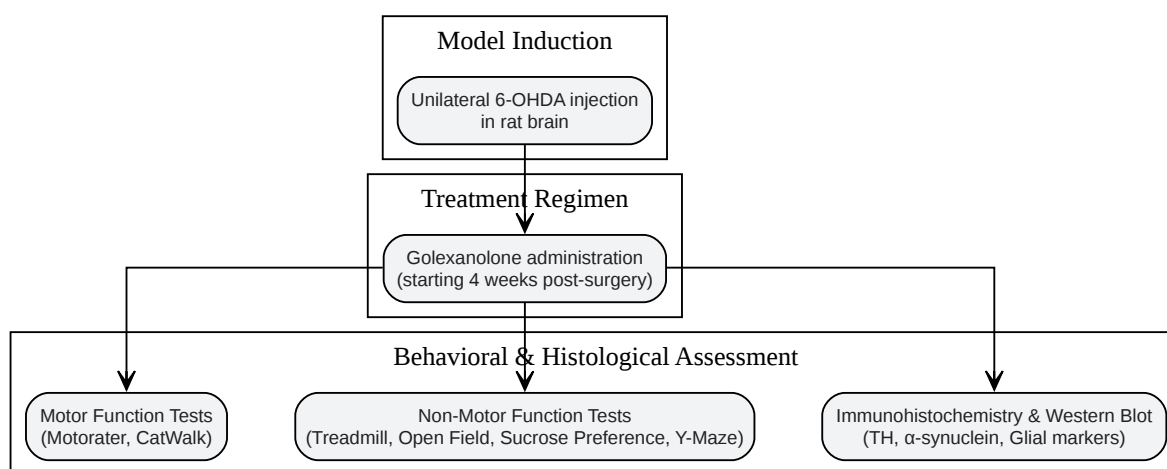 Model Induction
Unilateral 6-OHDA injection
in rat brain
Treatment Regimen
Golexanolone administration
(starting 4 weeks post-surgery)
Behavioral & Histological Assessment
Motor Function Tests
(Motorater, CatWalk)
Non-Motor Function Tests
(Treadmill, Open Field, Sucrose Preference, Y-Maze)
Immunohistochemistry & Western Blot
(TH, α-synuclein, Glial markers)